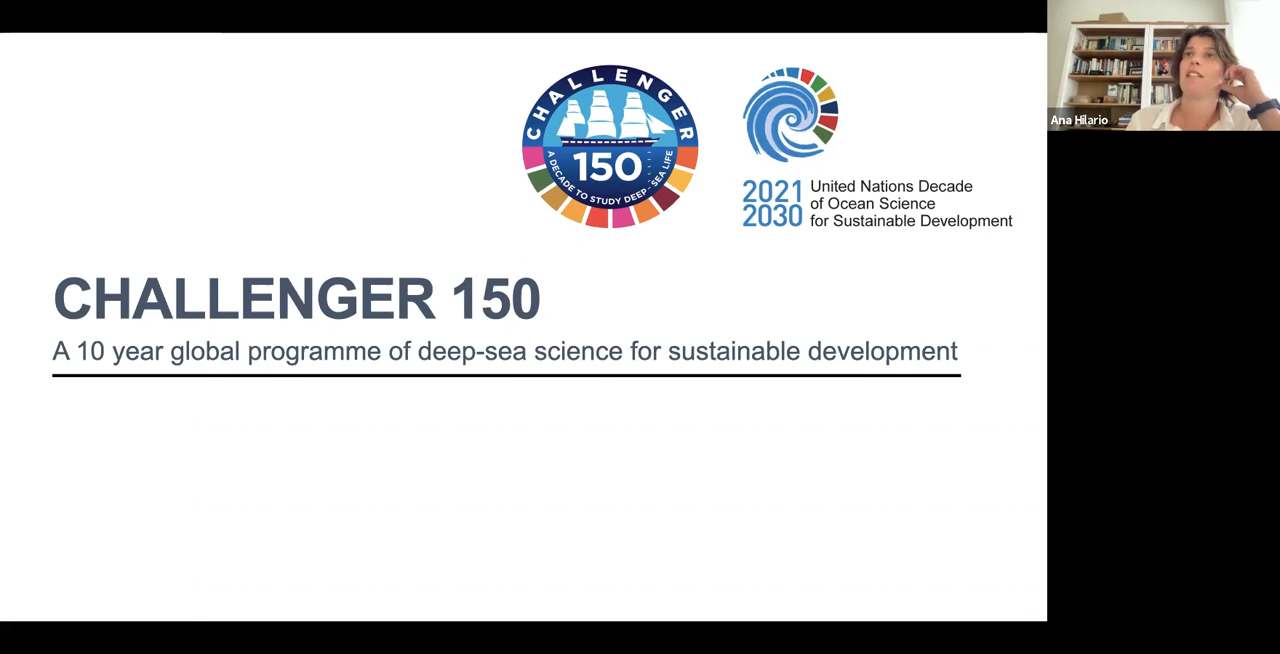 CHALLENGER
150
A DECADE TO STUDY DEEP-SEA LIFE
2021
2030
United Nations Decade
of Ocean Science
for Sustainable Development
Ana Hilario
CHALLENGER 150
A 10 year global programme of deep-sea science for sustainable development